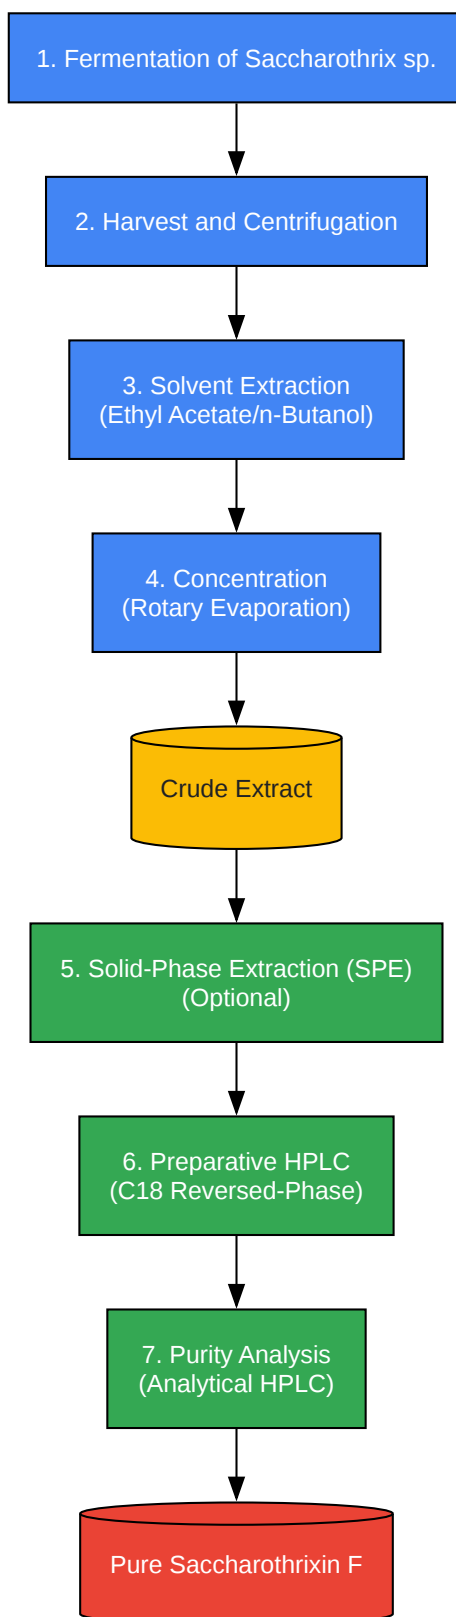 1. Fermentation of Saccharothrix sp.
2. Harvest and Centrifugation
3. Solvent Extraction
(Ethyl Acetate/n-Butanol)
4. Concentration
(Rotary Evaporation)
Crude Extract
5. Solid-Phase Extraction (SPE)
(Optional)
6. Preparative HPLC
(C18 Reversed-Phase)
7. Purity Analysis
(Analytical HPLC)
Pure Saccharothrixin F